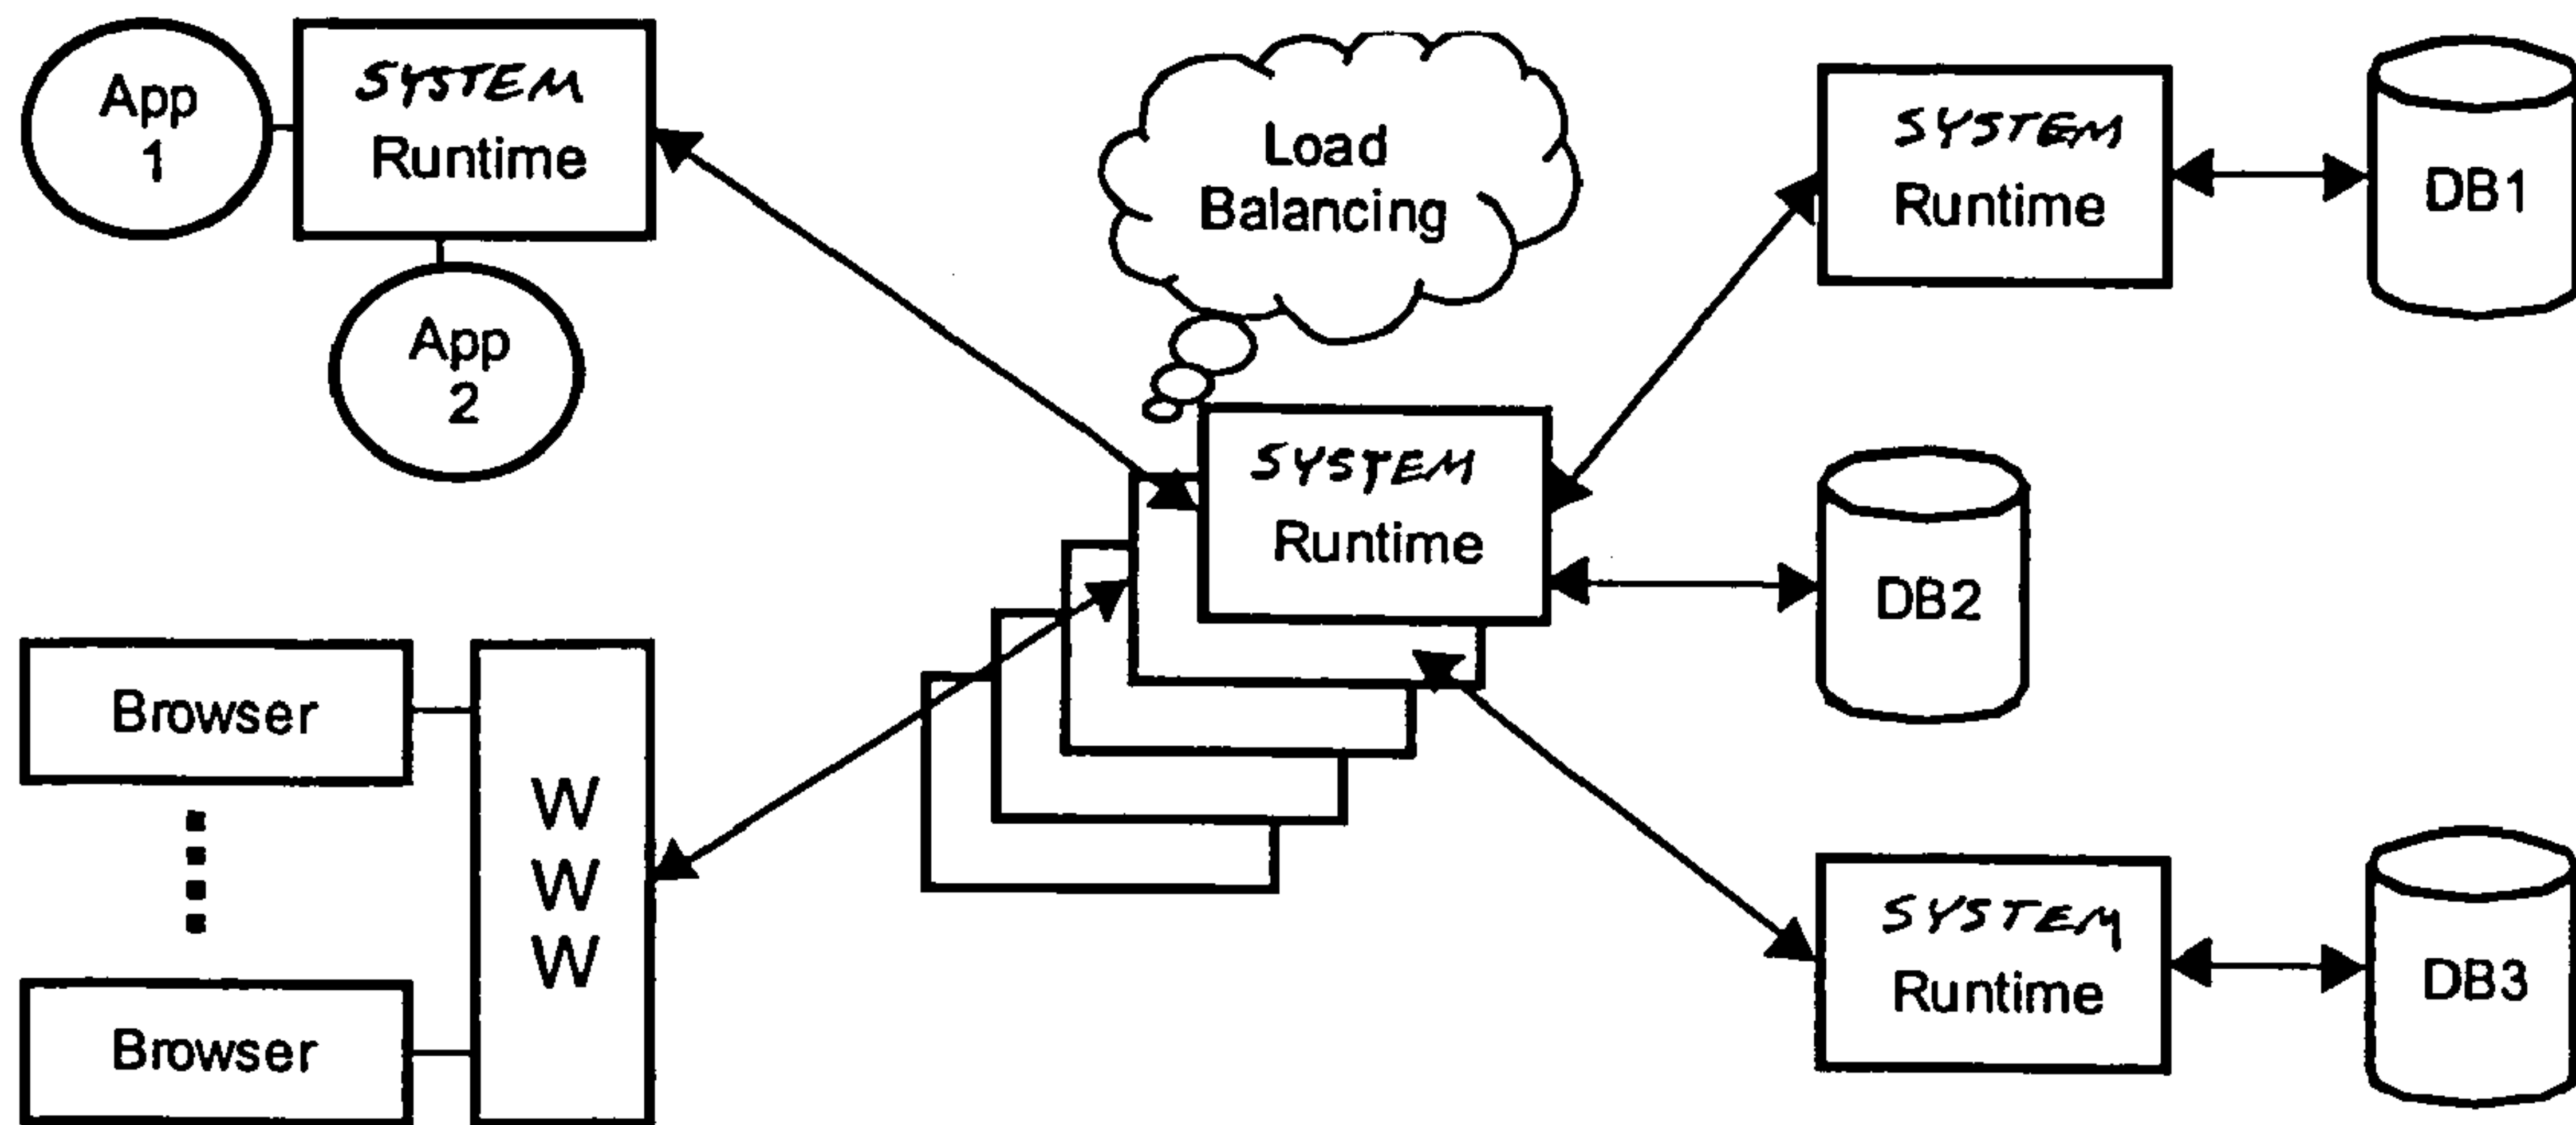 App
1
SYSTEM
Runtime
App
2
Load
Balancing
SYSTEM
Runtime
DB1
SYSTEM
Runtime
DB2
Browser
W
W
W
Browser
SYSTEM
Runtime
DB3